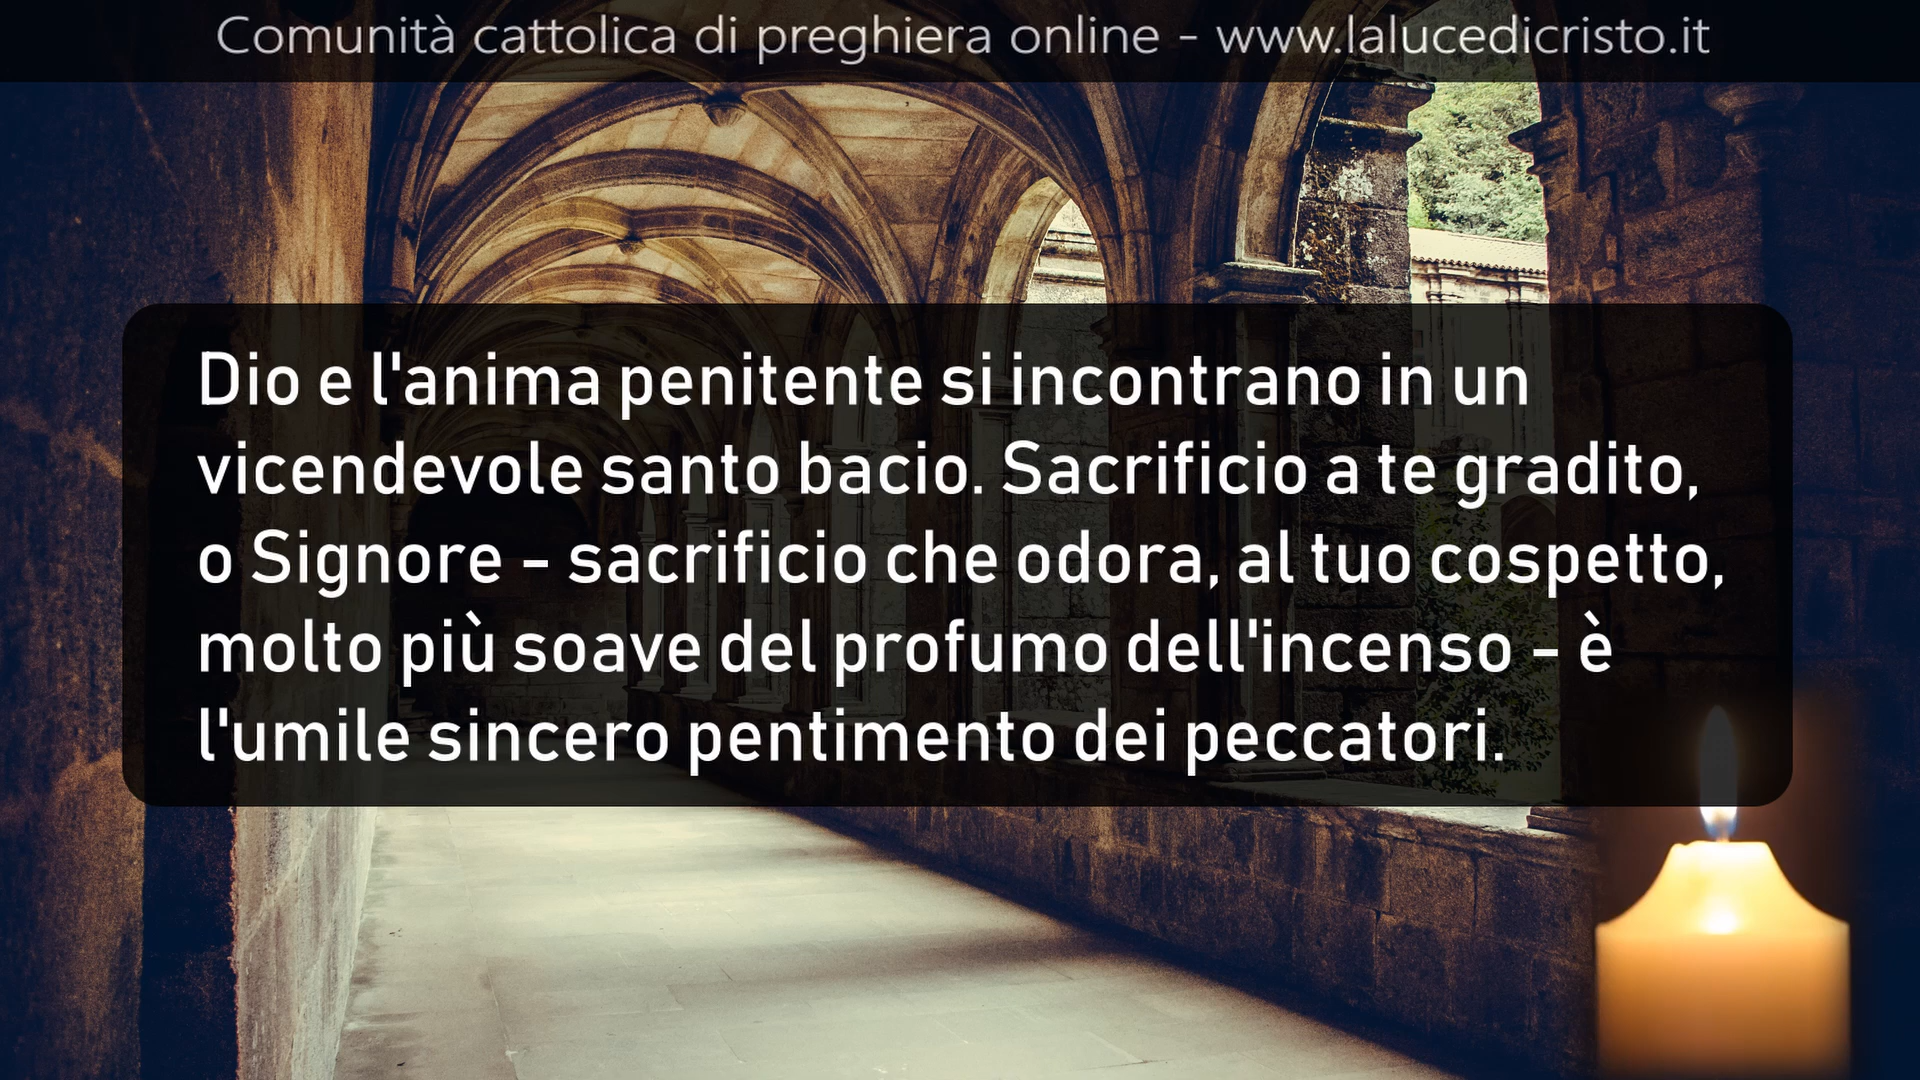 Comunità cattolica di preghiera online - www.lalucedicristo.it
Dio e l'anima penitente si incontrano in un
vicendevole santo bacio. Sacrificio a te gradito,
o Signore - sacrificio che odora, al tuo cospetto,
molto più soave del profumo dell'incenso - è
l'umile sincero pentimento dei peccatori.